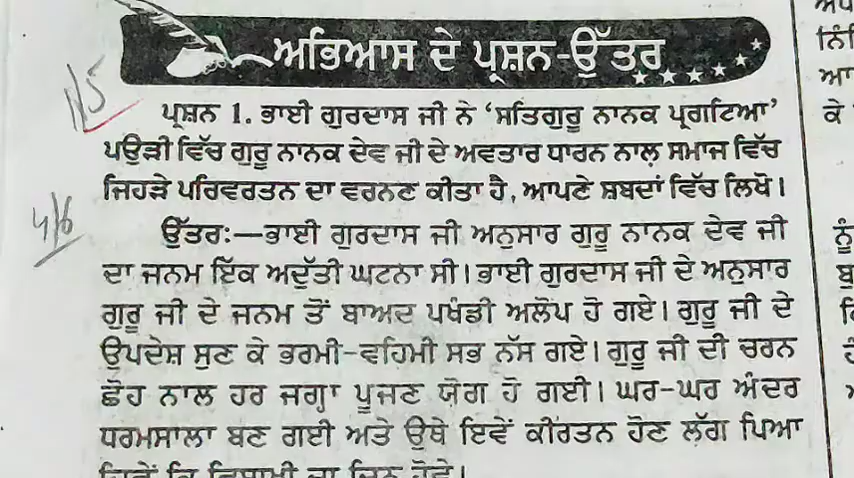 ਅਭਿਆਸ ਦੇ ਪ੍ਰਸ਼ਨ-ਉੱਤਰ
ਪ੍ਰਸ਼ਨ 1. ਭਾਈ ਗੁਰਦਾਸ ਜੀ ਨੇ 'ਸਤਿਗੁਰੂ ਨਾਨਕ ਪ੍ਰਗਟਿਆ'
ਪਉੜੀ ਵਿੱਚ ਗੁਰੂ ਨਾਨਕ ਦੇਵ ਜੀ ਦੇ ਅਵਤਾਰ ਧਾਰਨ ਨਾਲ਼ ਸਮਾਜ ਵਿੱਚ
ਜਿਹੜੇ ਪਰਿਵਰਤਨ ਦਾ ਵਰਨਣ ਕੀਤਾ ਹੈ, ਆਪਣੇ ਸ਼ਬਦਾਂ ਵਿੱਚ ਲਿਖੋ।
ਉੱਤਰ:—ਭਾਈ ਗੁਰਦਾਸ ਜੀ ਅਨੁਸਾਰ ਗੁਰੂ ਨਾਨਕ ਦੇਵ ਜੀ
ਦਾ ਜਨਮ ਇੱਕ ਅਦੁੱਤੀ ਘਟਨਾ ਸੀ। ਭਾਈ ਗੁਰਦਾਸ ਜੀ ਦੇ ਅਨੁਸਾਰ
ਗੁਰੂ ਜੀ ਦੇ ਜਨਮ ਤੋਂ ਬਾਅਦ ਪਖੰਡੀ ਅਲੋਪ ਹੋ ਗਏ। ਗੁਰੂ ਜੀ ਦੇ
ਉਪਦੇਸ਼ ਸੁਣ ਕੇ ਭਰਮੀ-ਵਹਿਮੀ ਸਭ ਨੱਸ ਗਏ। ਗੁਰੂ ਜੀ ਦੀ ਚਰਨ
ਛੋਹ ਨਾਲ ਹਰ ਜਗ੍ਹਾ ਪੂਜਣ ਯੋਗ ਹੋ ਗਈ। ਘਰ-ਘਰ ਅੰਦਰ
ਧਰਮਸਾਲਾ ਬਣ ਗਈ ਅਤੇ ਉਥੇ ਇਵੇਂ ਕੀਰਤਨ ਹੋਣ ਲੱਗ ਪਿਆ